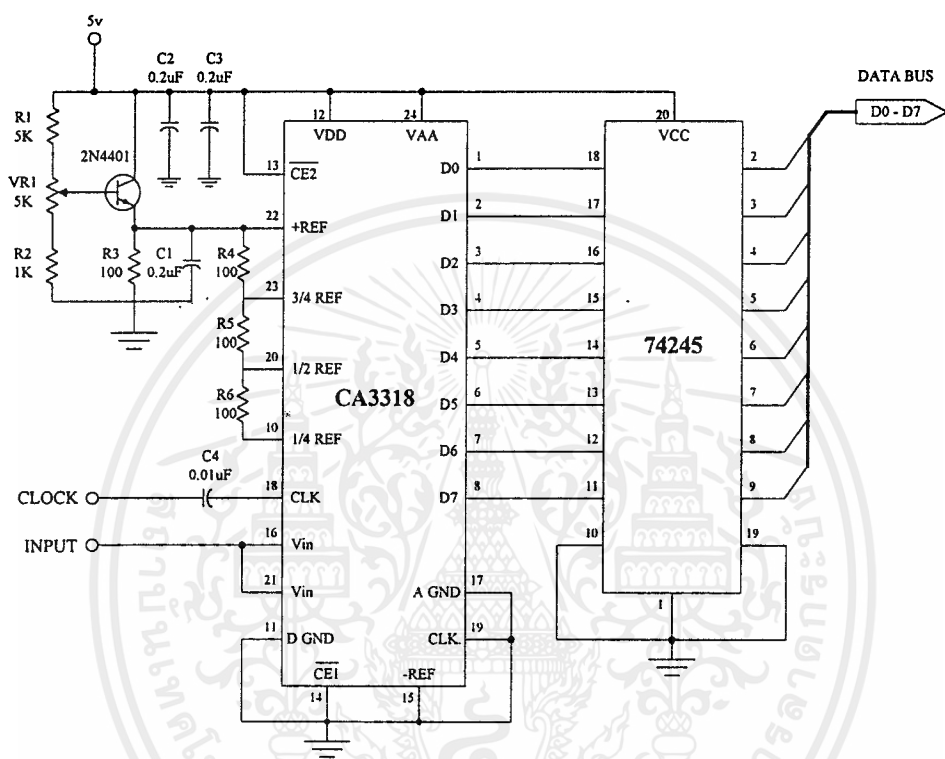 5v
C2
0.2uF
C3
0.2uF
DATA BUS
D0 - D7
R1
5K
2N4401
VR1
5K
R2
1K
R3
100
C1
0.2uF
R4
100
R5
100
R6
100
C4
0.01uF
CLOCK
INPUT
12
VDD
24
VAA
13
CE2
22
+REF
23
3/4 REF
20
1/2 REF
10
1/4 REF
18
CLK
16
Vin
21
Vin
11
D GND
CE1
14
-REF
15
CA3318
D0
1
D1
2
D2
3
D3
4
D4
5
D5
6
D6
7
D7
8
A GND
17
CLK.
19
20
VCC
18
17
16
15
14
13
12
11
10
74245
2
3
4
5
6
7
8
9
19
1